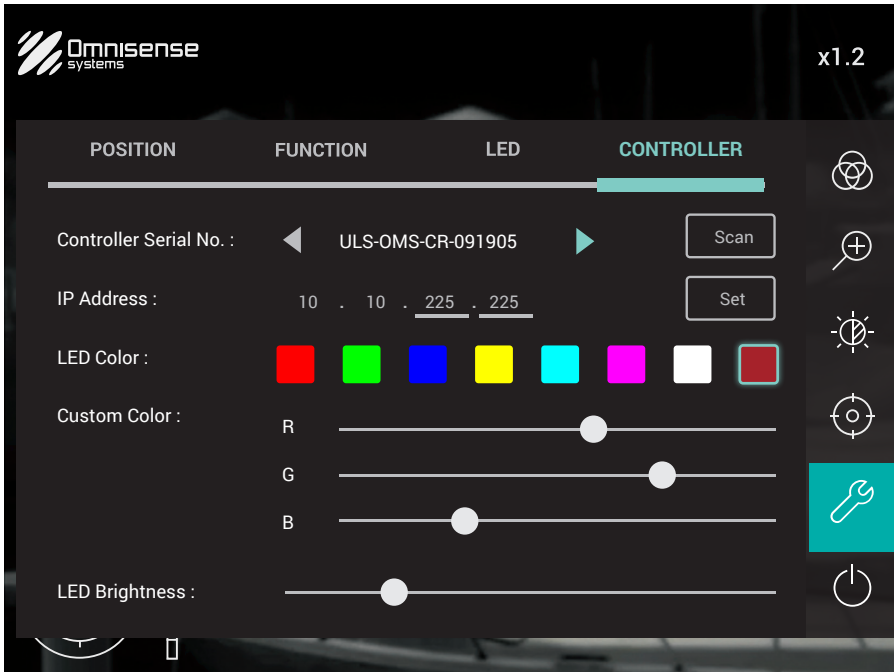 Omnisense
systems
x1.2
POSITION FUNCTION LED CONTROLLER
Controller Serial No. : ULS-OMS-CR-091905 Scan
IP Address : 10 . 10 . 225 . 225 Set
LED Color :
Custom Color :
R
G
B
LED Brightness :